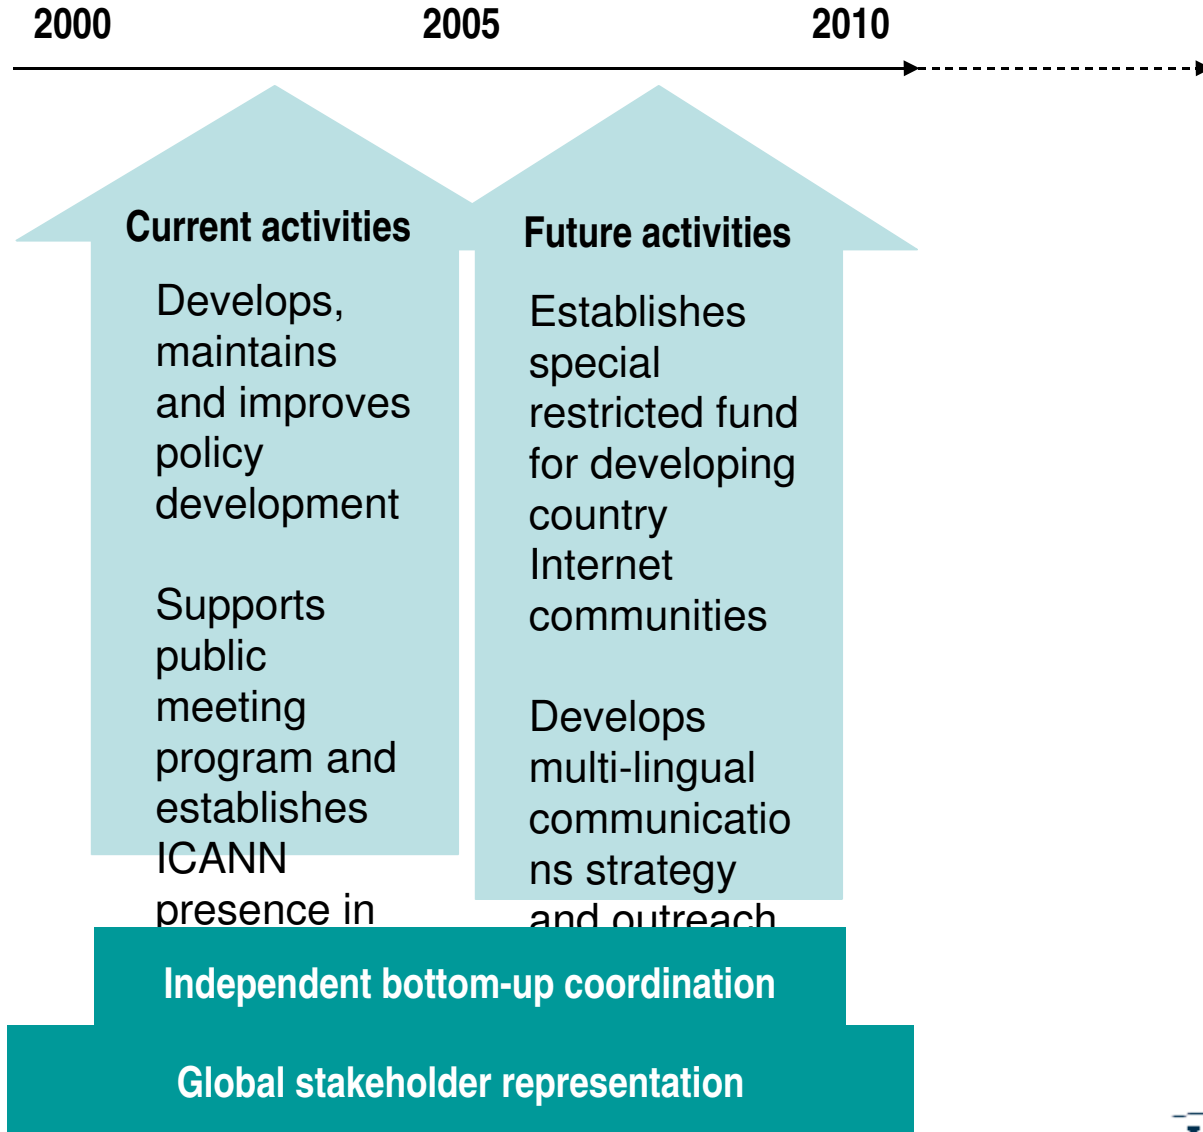 2000 2005 2010
Current activities
Develops,
maintains
and improves
policy
development
Supports
public
meeting
program and
establishes
ICANN
presence in
Future activities
Establishes
special
restricted fund
for developing
country
Internet
communities
Develops
multi-lingual
communicatio
ns strategy
and outreach
Independent bottom-up coordination
Global stakeholder representation